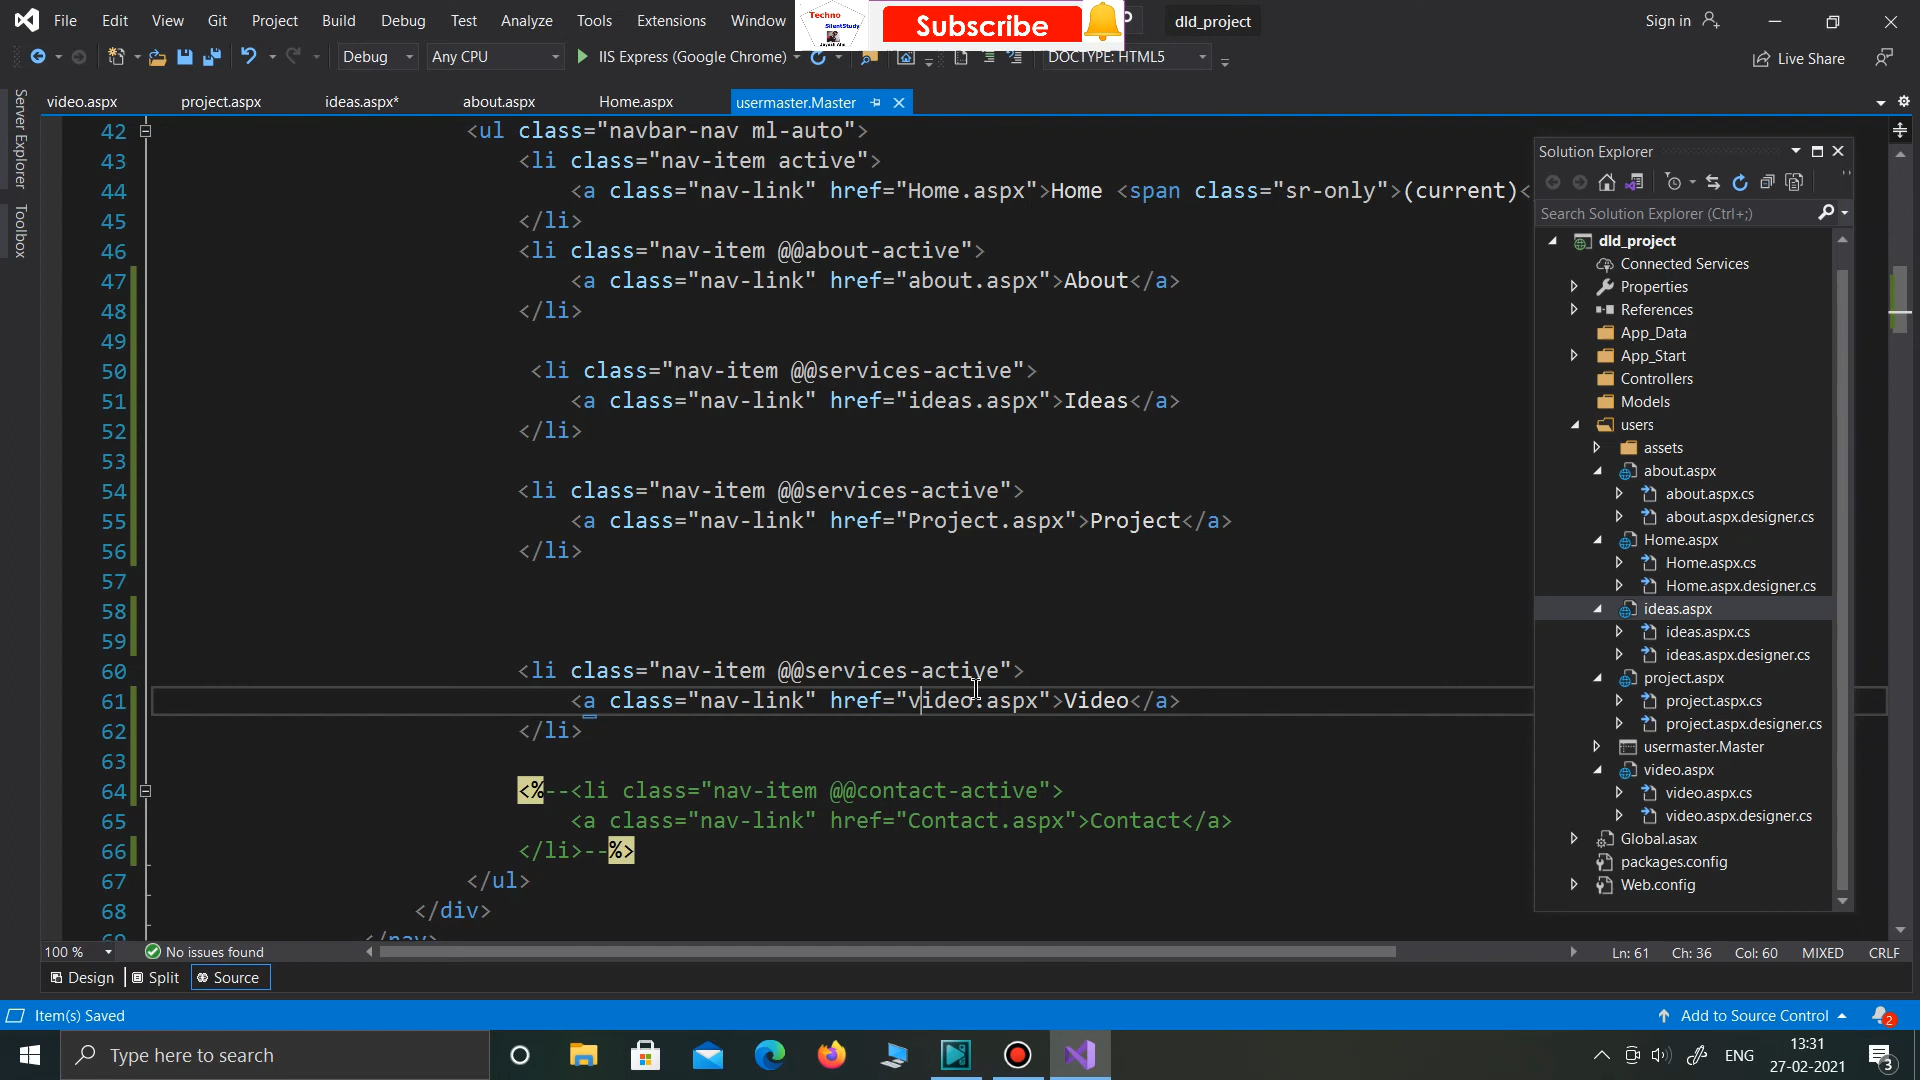 File Edit View Git Project Build Debug Test Analyze Tools Extensions Window
Techno
SilentStudy
Subscribe
dld_project
Sign in
Debug
Any CPU
IIS Express (Google Chrome)
DOCTYPE: HTML5
Live Share
Server Explorer
Toolbox
video.aspx
project.aspx
ideas.aspx*
about.aspx
Home.aspx
usermaster.Master
42 <ul class="navbar-nav ml-auto">
43 <li class="nav-item active">
44 <a class="nav-link" href="Home.aspx">Home <span class="sr-only">(current)<
45 </li>
46 <li class="nav-item @@about-active">
47 <a class="nav-link" href="about.aspx">About</a>
48 </li>
49
50 <li class="nav-item @@services-active">
51 <a class="nav-link" href="ideas.aspx">Ideas</a>
52 </li>
53
54 <li class="nav-item @@services-active">
55 <a class="nav-link" href="Project.aspx">Project</a>
56 </li>
57
58
59
60 <li class="nav-item @@services-active">
61 <a class="nav-link" href="video.aspx">Video</a>
62 </li>
63
64 <%--<li class="nav-item @@contact-active">
65 <a class="nav-link" href="Contact.aspx">Contact</a>
66 </li>--%>
67 </ul>
68 </div>
69 </nav>
Solution Explorer
Search Solution Explorer (Ctrl+;)
dld_project
Connected Services
Properties
References
App_Data
App_Start
Controllers
Models
users
assets
about.aspx
about.aspx.cs
about.aspx.designer.cs
Home.aspx
Home.aspx.cs
Home.aspx.designer.cs
ideas.aspx
ideas.aspx.cs
ideas.aspx.designer.cs
project.aspx
project.aspx.cs
project.aspx.designer.cs
usermaster.Master
video.aspx
video.aspx.cs
video.aspx.designer.cs
Global.asax
packages.config
Web.config
100 %
No issues found
Ln: 61 Ch: 36 Col: 60 MIXED CRLF
Design
Split
Source
Item(s) Saved
Add to Source Control
2
Type here to search
ENG
13:31
27-02-2021
3